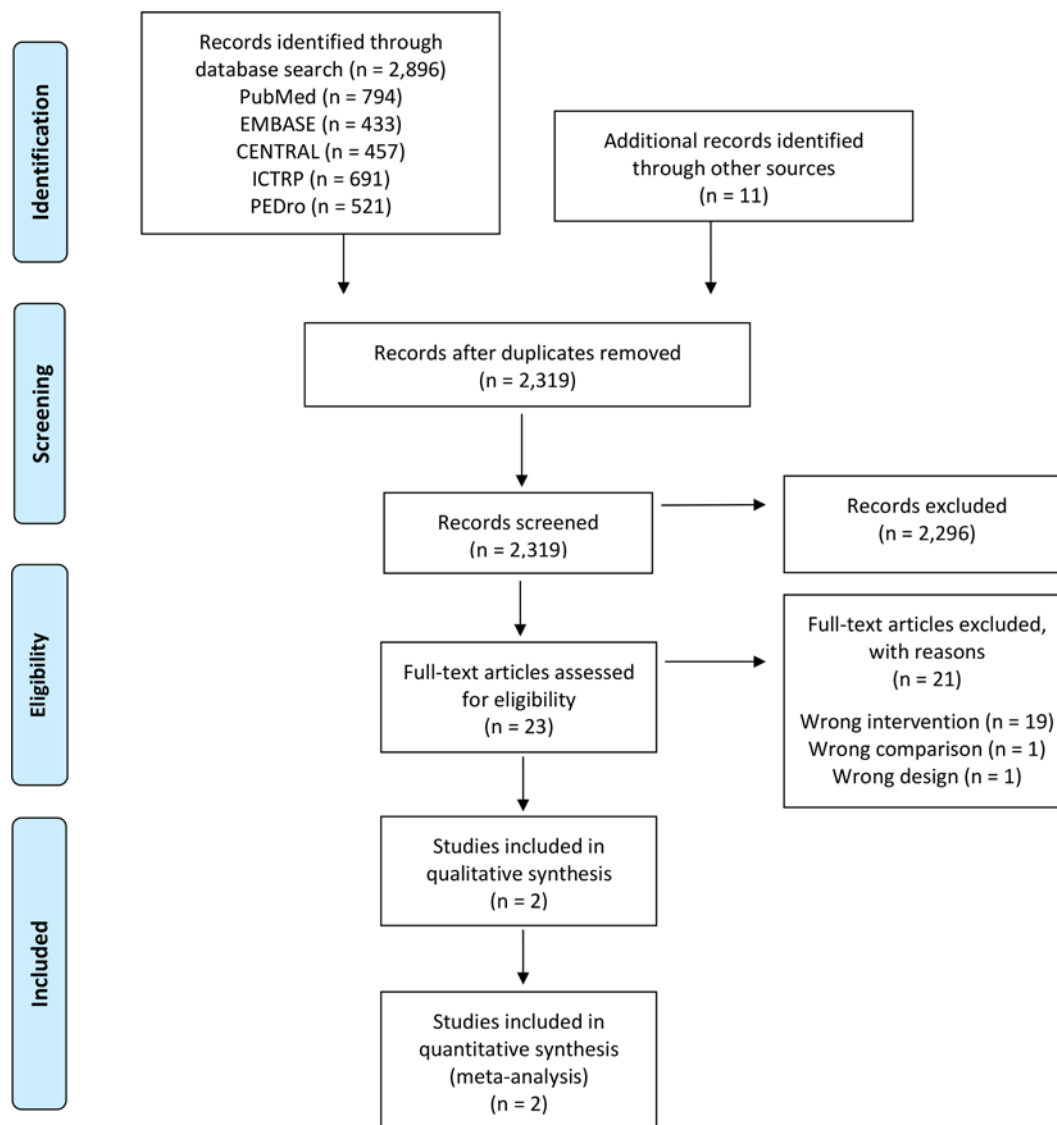 Identification
Records identified through
database search (n = 2,896)
PubMed (n = 794)
EMBASE (n = 433)
CENTRAL (n = 457)
ICTRP (n = 691)
PEDro (n = 521)
Additional records identified
through other sources
(n = 11)
Screening
Records after duplicates removed
(n = 2,319)
Records screened
(n = 2,319)
Records excluded
(n = 2,296)
Eligibility
Full-text articles assessed
for eligibility
(n = 23)
Full-text articles excluded,
with reasons
(n = 21)
Wrong intervention (n = 19)
Wrong comparison (n = 1)
Wrong design (n = 1)
Included
Studies included in
qualitative synthesis
(n = 2)
Studies included in
quantitative synthesis
(meta-analysis)
(n = 2)